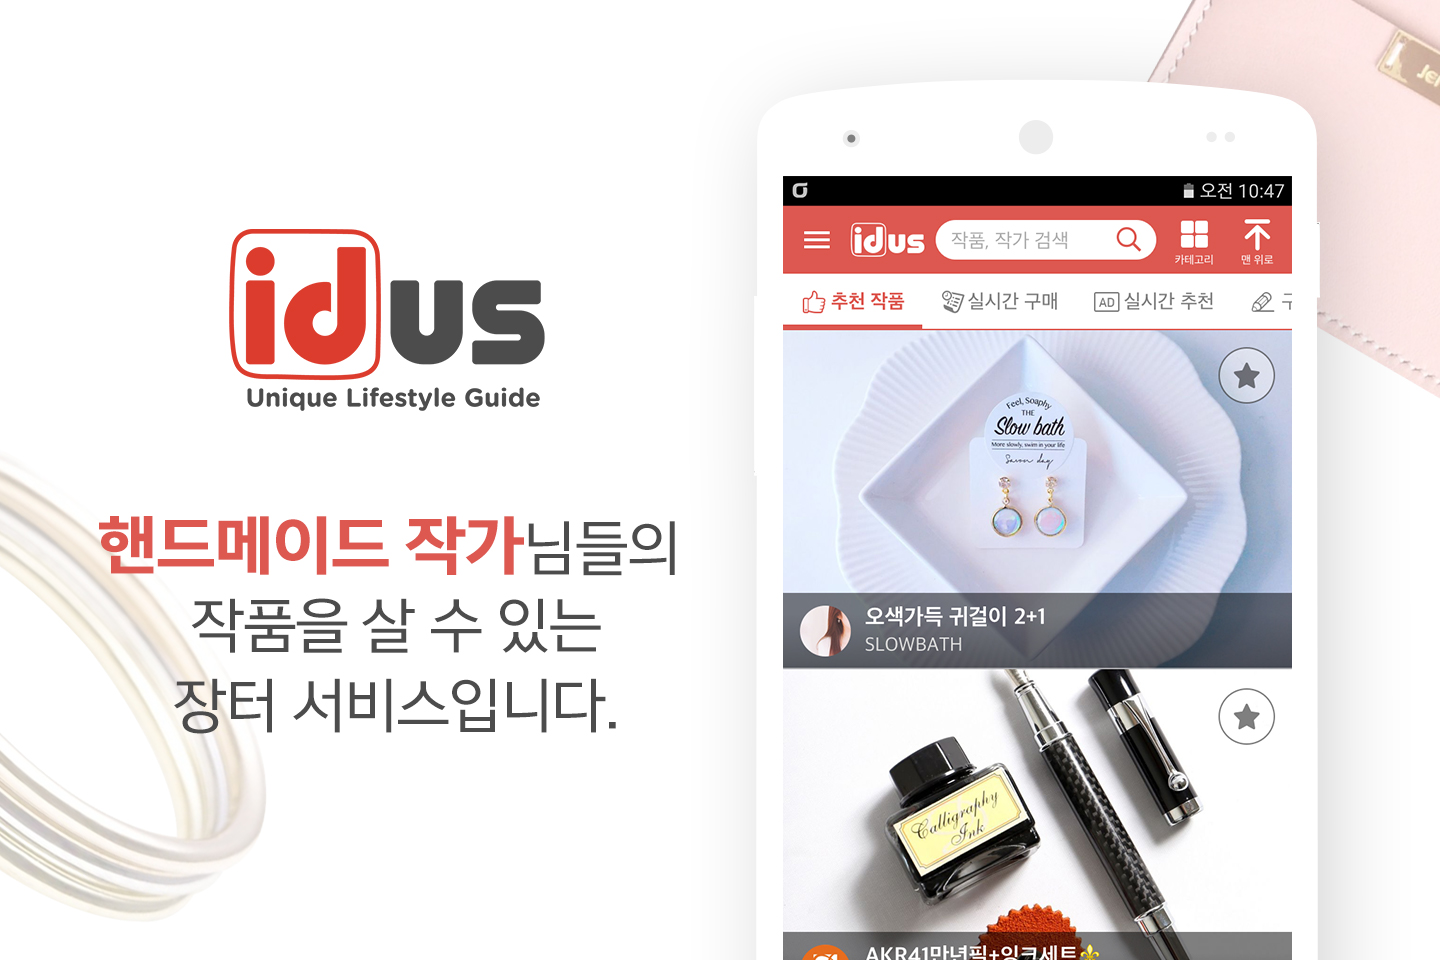 idus
Unique Lifestyle Guide
핸드메이드 작가님들의
작품을 살 수 있는
장터 서비스입니다.
오전 10:47
idus
작품, 작가 검색
카테고리
맨 위로
추천 작품
실시간 구매
AD 실시간 추천
Feel, Soaphy
THE
Slow bath
More slowly, swim in your life
Savon day
오색가득 귀걸이 2+1
SLOWBATH
Calligraphy
Ink
AKR41만년필+잉크세트